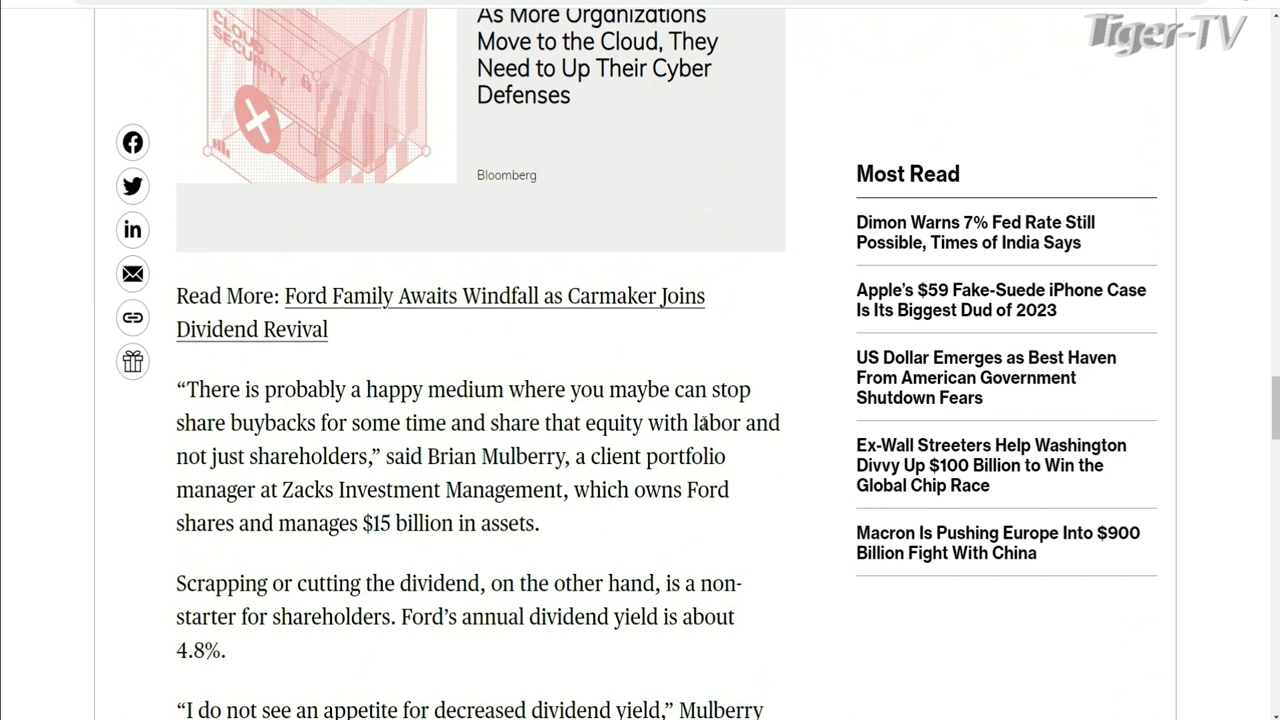 Tiger-TV
CLOUD
SECURITY
As More Organizations
Move to the Cloud, They
Need to Up Their Cyber
Defenses
Bloomberg
Read More: Ford Family Awaits Windfall as Carmaker Joins
Dividend Revival
“There is probably a happy medium where you maybe can stop
share buybacks for some time and share that equity with labor and
not just shareholders,” said Brian Mulberry, a client portfolio
manager at Zacks Investment Management, which owns Ford
shares and manages $15 billion in assets.
Scrapping or cutting the dividend, on the other hand, is a non-
starter for shareholders. Ford’s annual dividend yield is about
4.8%.
“I do not see an appetite for decreased dividend yield,” Mulberry
Most Read
Dimon Warns 7% Fed Rate Still
Possible, Times of India Says
Apple’s $59 Fake-Suede iPhone Case
Is Its Biggest Dud of 2023
US Dollar Emerges as Best Haven
From American Government
Shutdown Fears
Ex-Wall Streeters Help Washington
Divvy Up $100 Billion to Win the
Global Chip Race
Macron Is Pushing Europe Into $900
Billion Fight With China